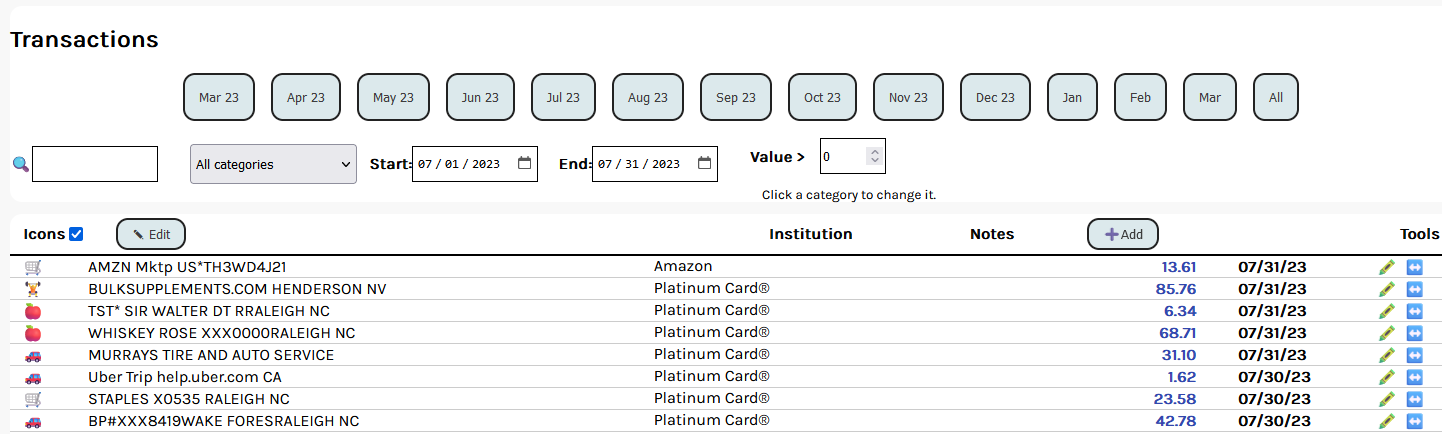 Transactions
Mar 23 Apr 23 May 23 Jun 23 Jul 23 Aug 23 Sep 23 Oct 23 Nov 23 Dec 23 Jan Feb Mar All
All categories Start: 07 / 01 / 2023 End: 07 / 31 / 2023 Value > 0
Click a category to change it.
Icons Edit Institution Notes Add Tools
AMZN Mktp US*TH3WD4J21 Amazon 13.61 07/31/23
BULKSUPPLEMENTS.COM HENDERSON NV Platinum Card® 85.76 07/31/23
TST* SIR WALTER DT RRALEIGH NC Platinum Card® 6.34 07/31/23
WHISKEY ROSE XXX0000RALEIGH NC Platinum Card® 68.71 07/31/23
MURRAYS TIRE AND AUTO SERVICE Platinum Card® 31.10 07/31/23
Uber Trip help.uber.com CA Platinum Card® 1.62 07/30/23
STAPLES X0535 RALEIGH NC Platinum Card® 23.58 07/30/23
BP#XXX8419WAKE FORESRALEIGH NC Platinum Card® 42.78 07/30/23